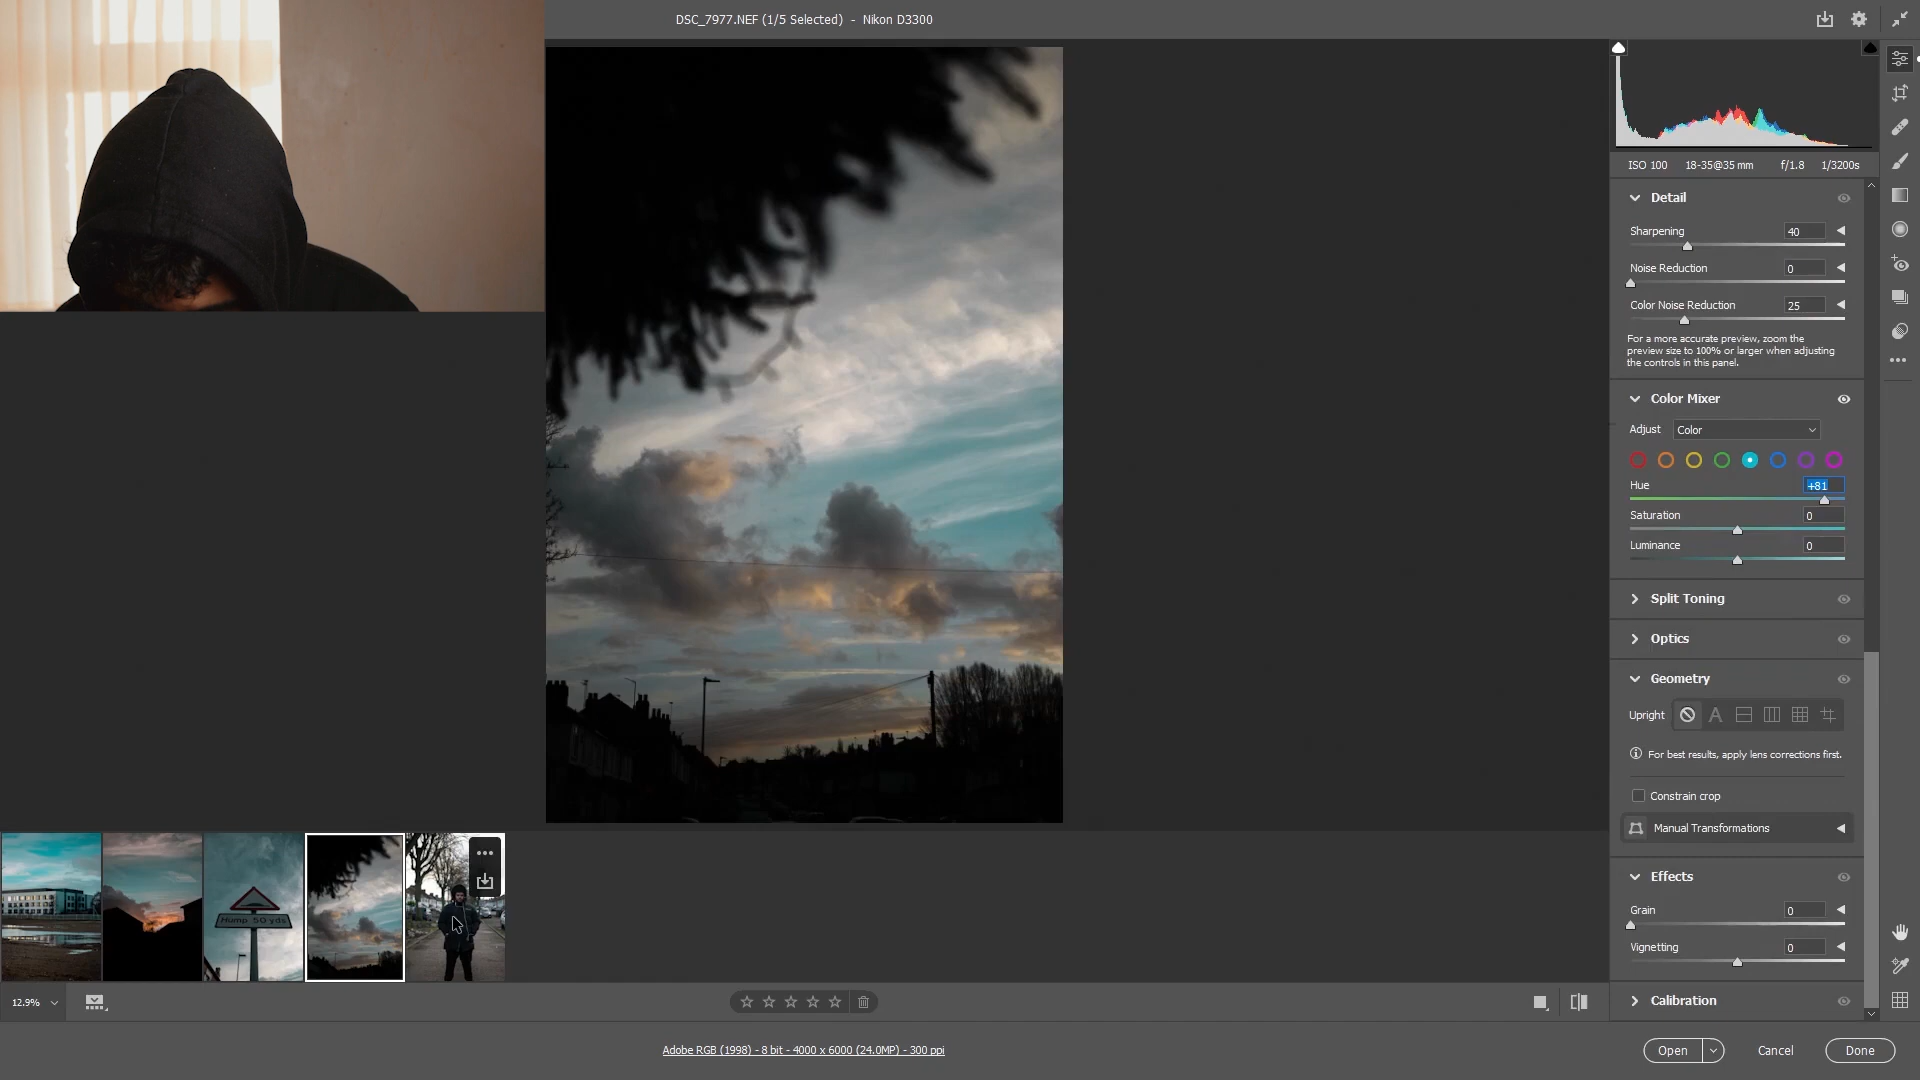 DSC_7977.NEF (1/5 Selected) - Nikon D3300
ISO 100 18-35@35 mm f/1.8 1/3200s
Detail
Sharpening 40
Noise Reduction 0
Color Noise Reduction 25
For a more accurate preview, zoom the
preview size to 100% or larger when adjusting
the controls in this panel.
Color Mixer
Adjust Color
Hue +81
Saturation 0
Luminance 0
Split Toning
Optics
Geometry
Upright A
For best results, apply lens corrections first.
Constrain crop
Manual Transformations
Effects
Grain 0
Vignetting 0
Calibration
Hump 50 yds
12.9%
Adobe RGB (1998) - 8 bit - 4000 x 6000 (24.0MP) - 300 ppi
Open Cancel Done